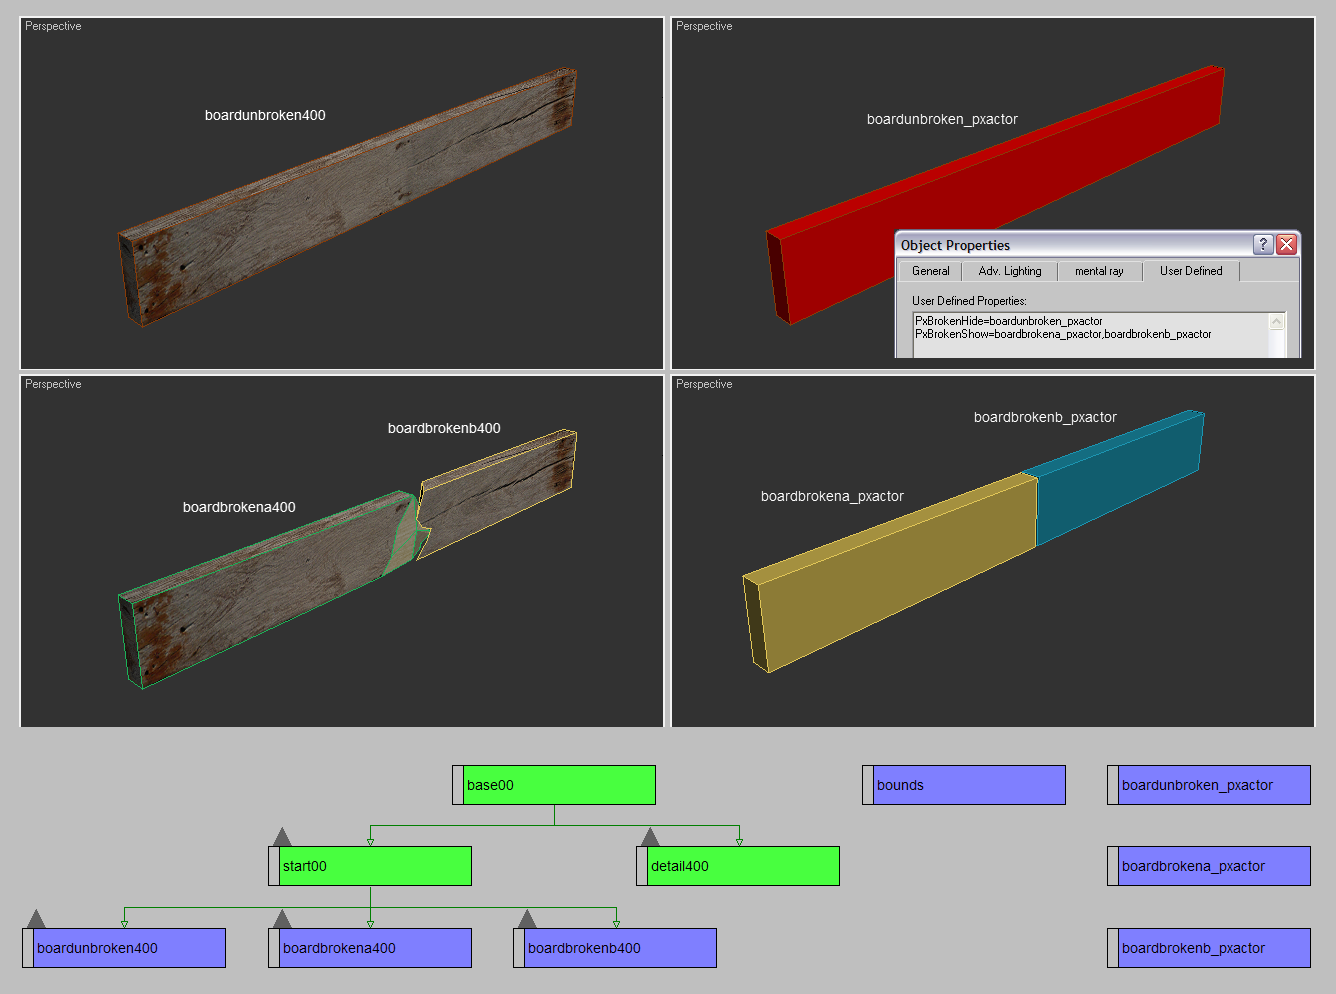 Perspective
boardunbroken400
Perspective
boardunbroken_pxactor
Object Properties
?
General
Adv. Lighting
mental ray
User Defined
User Defined Properties:
PxBrokenHide=boardunbroken_pxactor
PxBrokenShow=boardbrokena_pxactor,boardbrokenb_pxactor
Perspective
boardbrokenb400
boardbrokena400
Perspective
boardbrokenb_pxactor
boardbrokena_pxactor
base00
bounds
boardunbroken_pxactor
start00
detail400
boardbrokena_pxactor
boardunbroken400
boardbrokena400
boardbrokenb400
boardbrokenb_pxactor